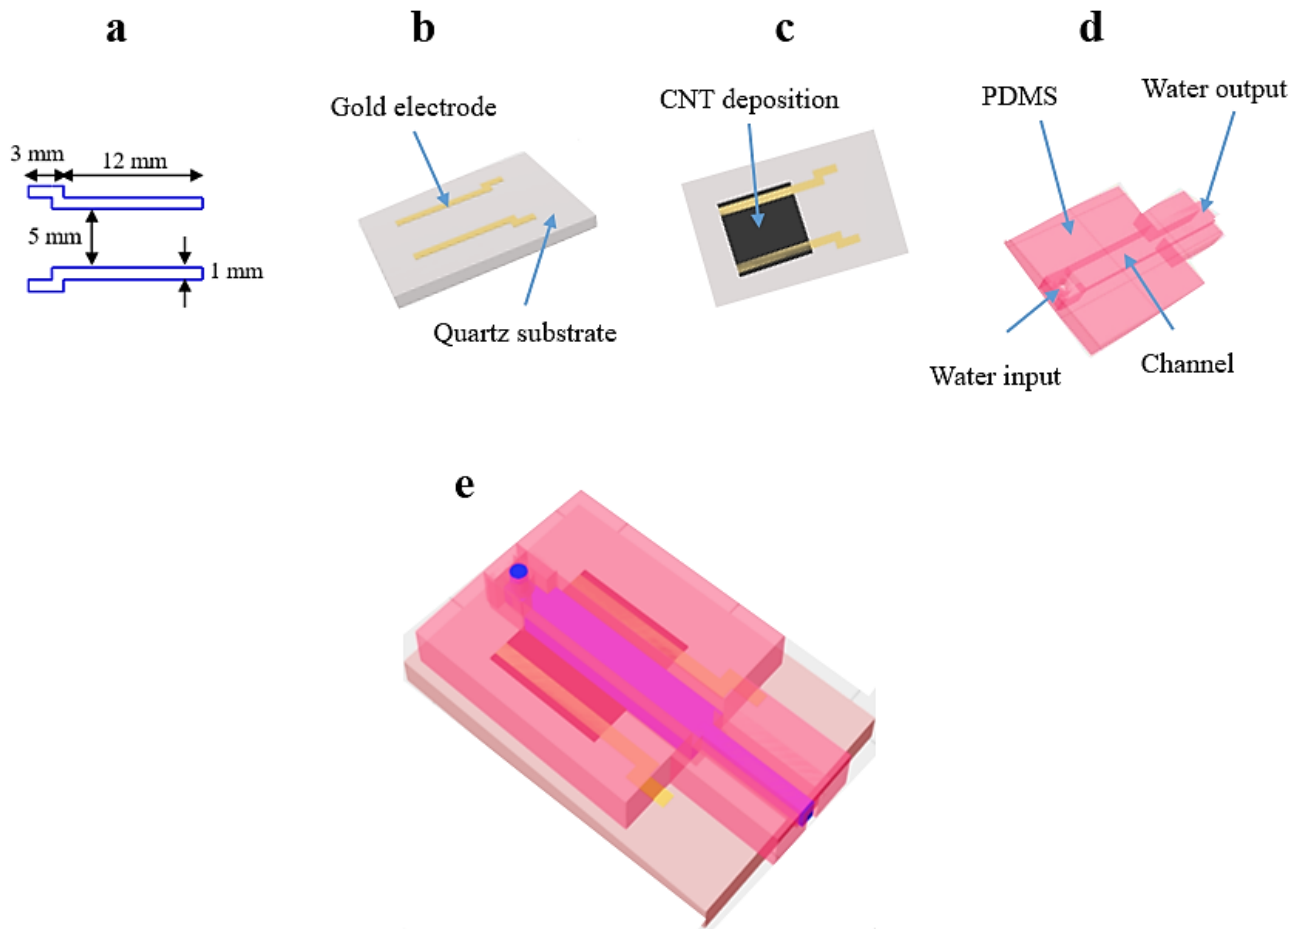 a
b
c
d
Gold electrode
CNT deposition
PDMS
Water output
3 mm
12 mm
5 mm
1 mm
Quartz substrate
Water input
Channel
e